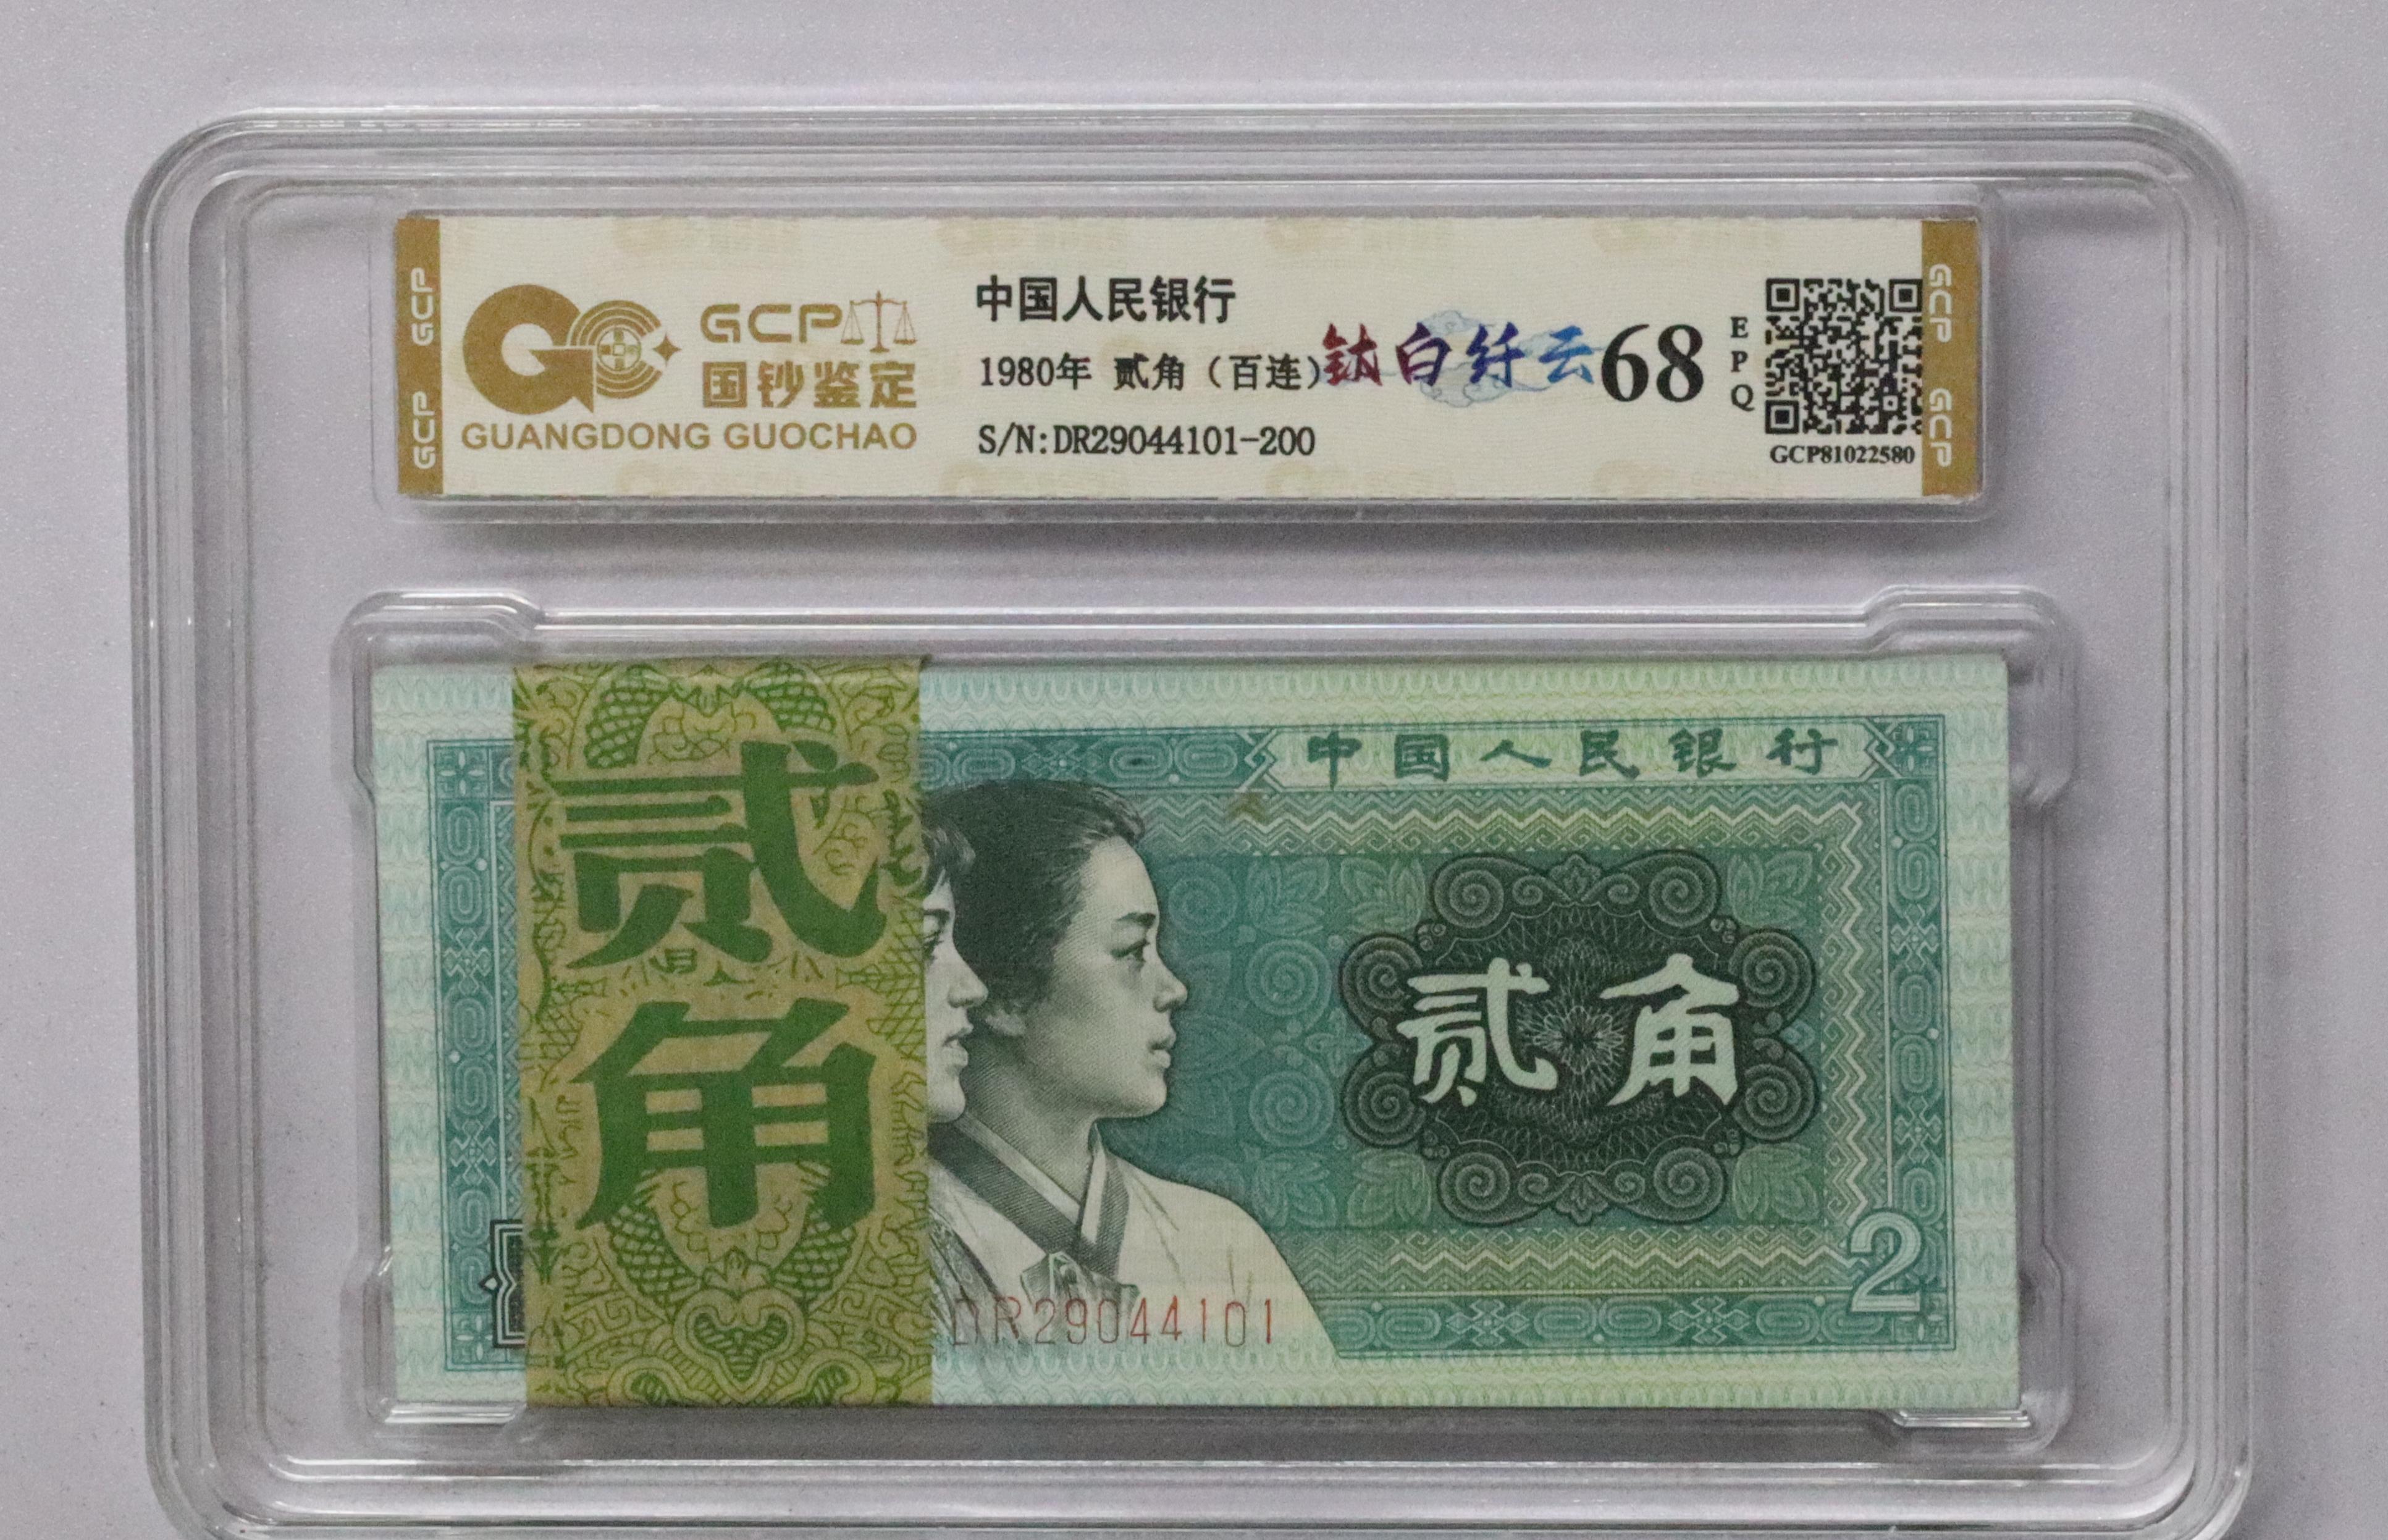 GCP
GCP
GCP
国钞鉴定
GUANGDONG GUOCHAO
中国人民银行
1980年 贰角（百连）
钛白纤云
68
EPQ
S/N:DR29044101-200
GCP81022580
GCP
GCP
贰角
中国人民银行
贰角
2
DR29044101